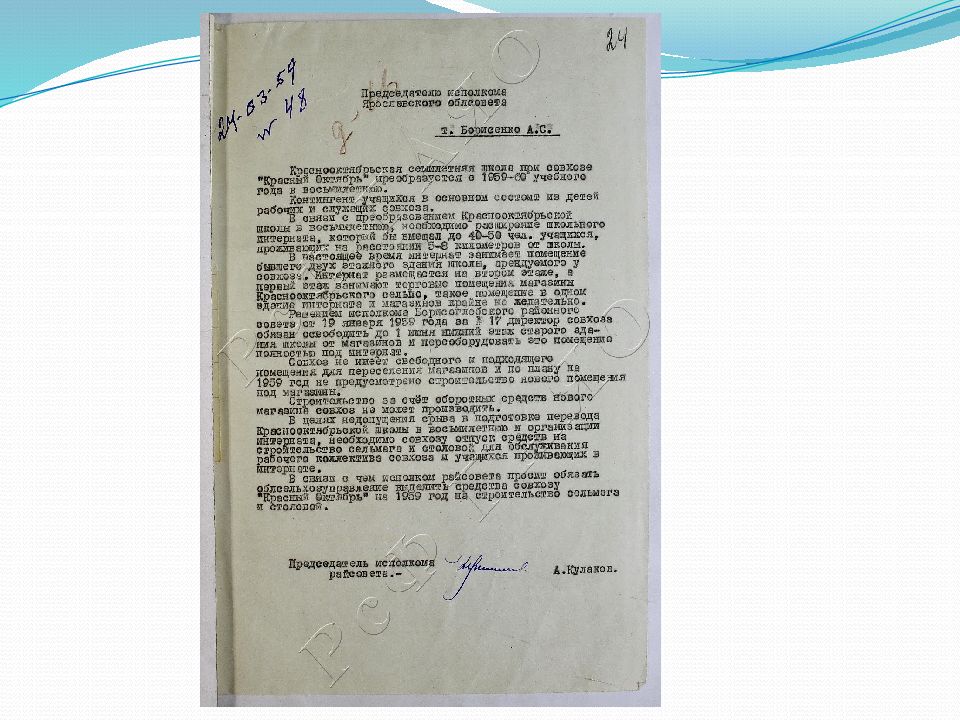 24
24-03-59
№ 48
Председателю исполкома
Ярославского облсовета
т. Борисенко А.С.
Краснооктябрьская семилетняя школа при совхозе
"Красный Октябрь" преобразуется с 1959-60 учебного
года в восьмилетнюю.
Контингент учащихся в основном состоит из детей
рабочих и служащих совхоза.
В связи с преобразованием Краснооктябрьской
школы в восьмилетнюю, необходимо расширение школьного
интерната, который бы вмещал до 40-50 чел. учащихся,
проживающих на расстоянии 5-8 километров от школы.
В настоящее время интернат занимает помещение
бывшего двух этажного здания школы, арендуемого у
совхоза. Интернат размещается на втором этаже, а
первый этаж занимают торговые помещения магазины
Краснооктябрьского сельпо, такое помещение в одном
здание интерната и магазинов крайне не желательно.
Решением исполкома Борисоглебского районного
совета от 19 января 1959 года за № 17 директор совхоза
обязан освободить до 1 июня нижний этаж старого зда-
ния школы от магазинов и переоборудовать это помещение
полностью под интернат.
Совхоз не имеет свободного и подходящего
помещения для переселения магазинов и по плану на
1959 год не предусмотрено строительство нового помещения
под магазины.
Строительство за счёт оборотных средств нового
магазина совхоз не может производить.
В целях недопущения срыва в подготовке перевода
Краснооктябрьской школы в восьмилетнюю и организации
интерната, необходимо совхозу отпуск средств на
строительство сельмага и столовой для обслуживания
рабочего коллектива совхоза и учащихся проживающих в
интернате.
В связи с чем исполком райсовета просит обязать
облсельхозуправление выделить средства совхозу
"Красный Октябрь" на 1959 год на строительство сельмага
и столовой.
Председатель исполкома
райсовета.-
А.Кулаков.